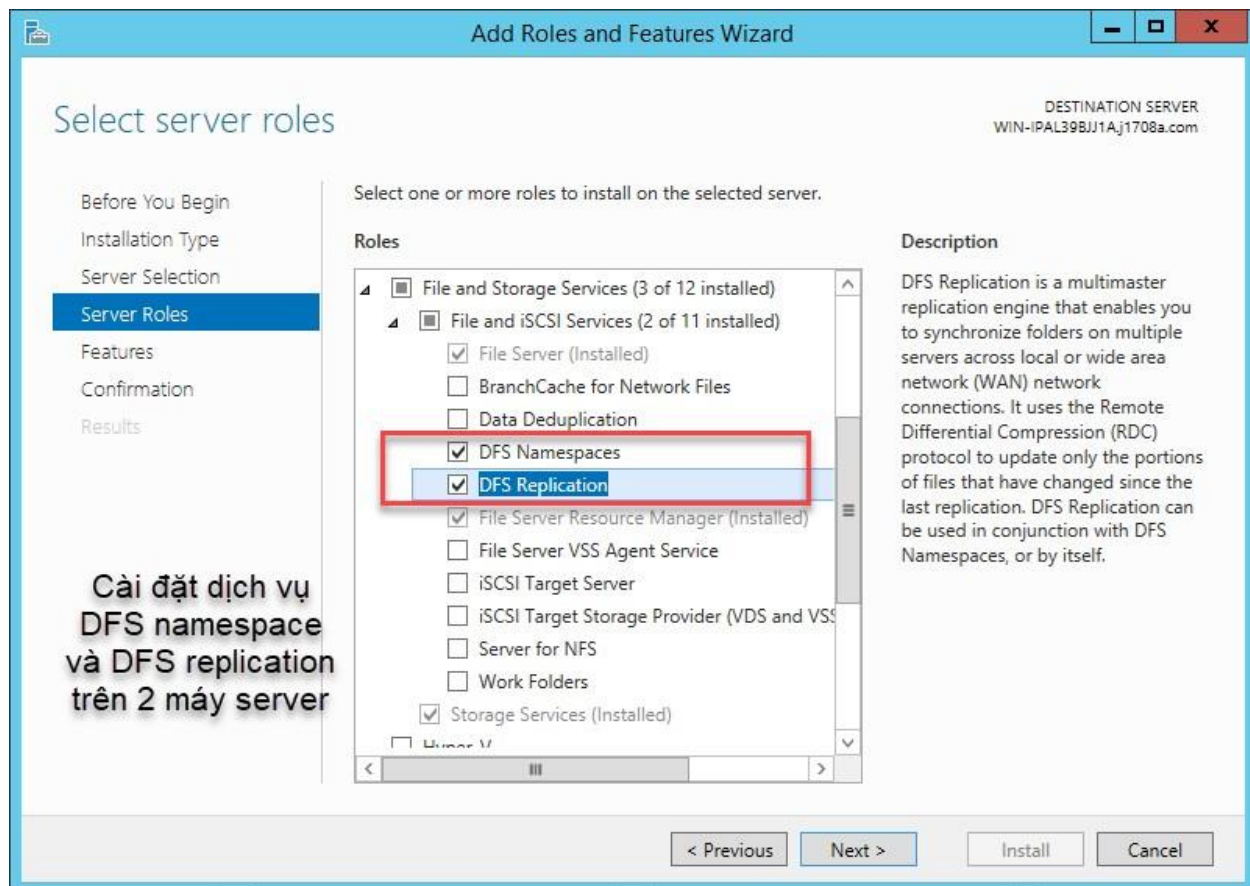 Add Roles and Features Wizard
Select server roles
DESTINATION SERVER
WIN-IPAL39BJJ1A.j1708a.com
Before You Begin
Installation Type
Server Selection
Server Roles
Features
Confirmation
Results
Select one or more roles to install on the selected server.
Roles
File and Storage Services (3 of 12 installed)
File and iSCSI Services (2 of 11 installed)
File Server (Installed)
BranchCache for Network Files
Data Deduplication
DFS Namespaces
DFS Replication
File Server Resource Manager (Installed)
File Server VSS Agent Service
iSCSI Target Server
iSCSI Target Storage Provider (VDS and VSS
Server for NFS
Work Folders
Storage Services (Installed)
Hyper-V
Description
DFS Replication is a multimaster
replication engine that enables you
to synchronize folders on multiple
servers across local or wide area
network (WAN) network
connections. It uses the Remote
Differential Compression (RDC)
protocol to update only the portions
of files that have changed since the
last replication. DFS Replication can
be used in conjunction with DFS
Namespaces, or by itself.
Cài đặt dịch vụ
DFS namespace
và DFS replication
trên 2 máy server
< Previous
Next >
Install
Cancel